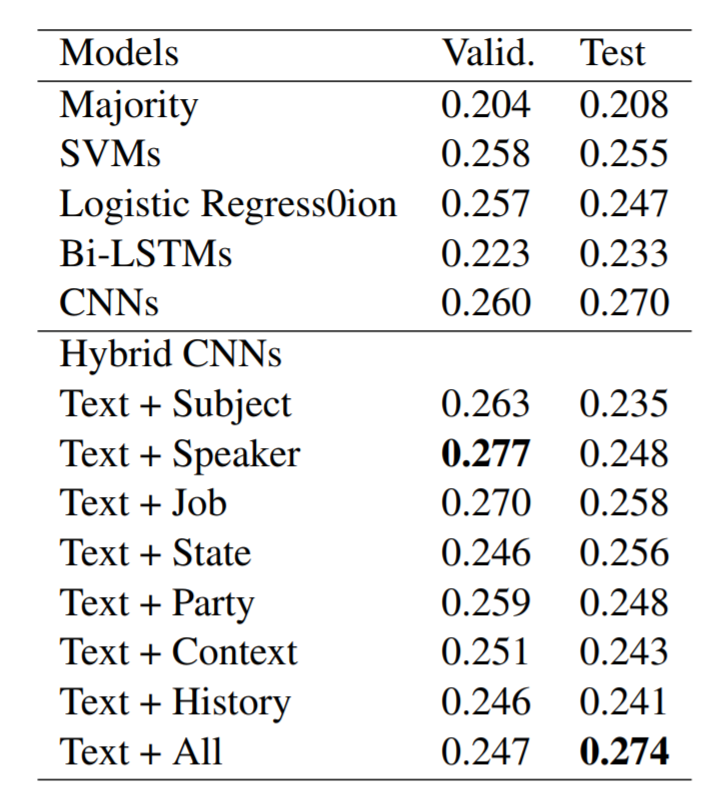 Models Valid. Test
Majority 0.204 0.208
SVMs 0.258 0.255
Logistic Regress0ion 0.257 0.247
Bi-LSTMs 0.223 0.233
CNNs 0.260 0.270
Hybrid CNNs
Text + Subject 0.263 0.235
Text + Speaker 0.277 0.248
Text + Job 0.270 0.258
Text + State 0.246 0.256
Text + Party 0.259 0.248
Text + Context 0.251 0.243
Text + History 0.246 0.241
Text + All 0.247 0.274